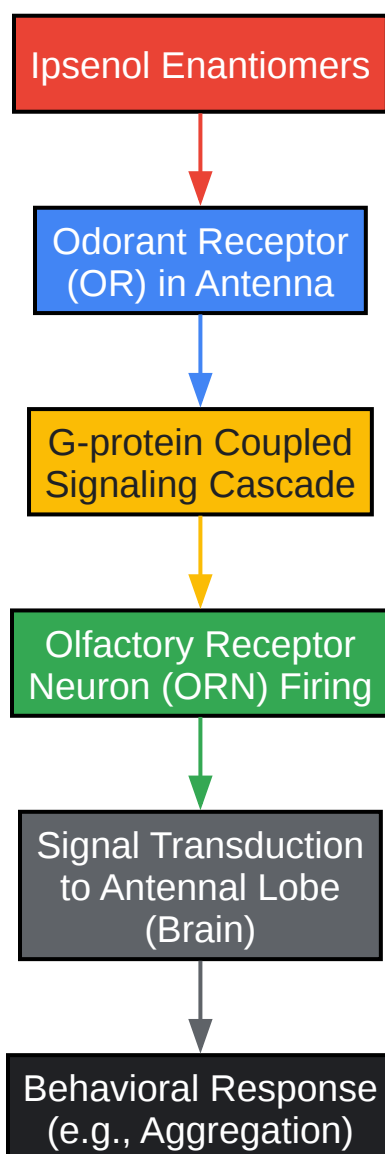 Ipsenol Enantiomers
Odorant Receptor
(OR) in Antenna
G-protein Coupled
Signaling Cascade
Olfactory Receptor
Neuron (ORN) Firing
Signal Transduction
to Antennal Lobe
(Brain)
Behavioral Response
(e.g., Aggregation)